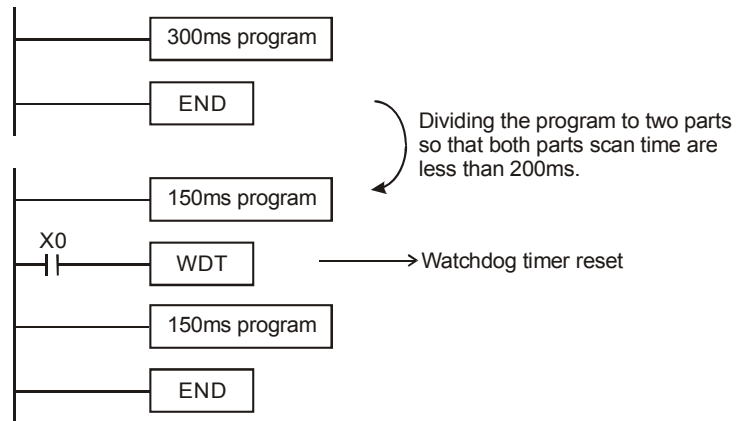 300ms program
END
Dividing the program to two parts
so that both parts scan time are
less than 200ms.
150ms program
X0
WDT
Watchdog timer reset
150ms program
END